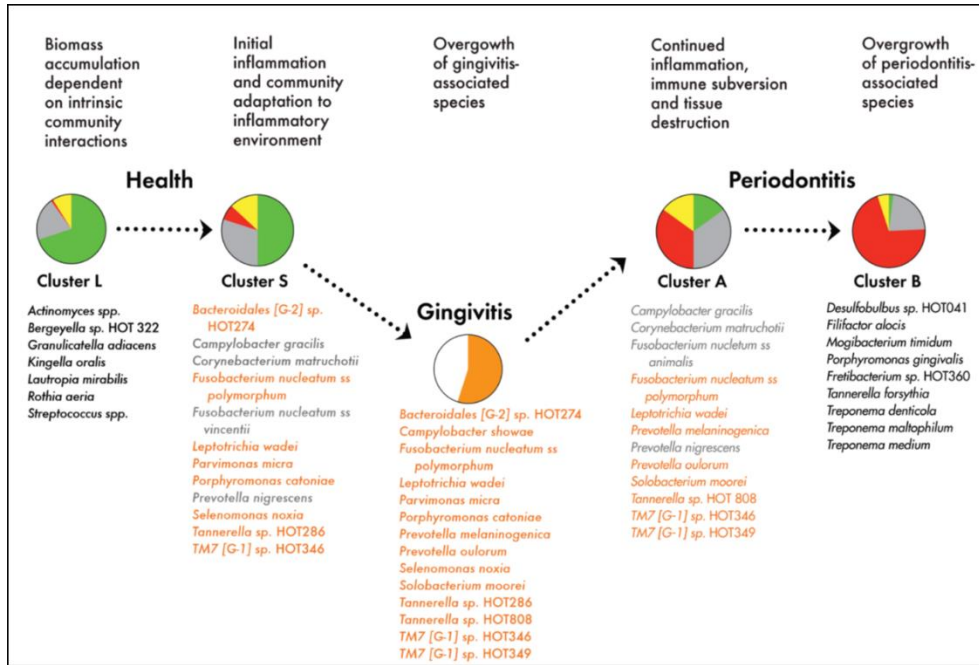 Biomass
accumulation
dependent
on intrinsic
community
interactions
Initial
inflammation
and community
adaptation to
inflammatory
environment
Overgrowth
of gingivitis-
associated
species
Continued
inflammation,
immune subversion
and tissue
destruction
Overgrowth
of periodontitis-
associated
species
Health
Periodontitis
Cluster L
Actinomyces spp.
Bergeyella sp. HOT 322
Granulicatella adiacens
Kingella oralis
Lautropia mirabilis
Rothia aeria
Streptococcus spp.
Cluster S
Bacteroidales [G-2] sp.
HOT274
Campylobacter gracilis
Corynebacterium matruchotii
Fusobacterium nucleatum ss
polymorphum
Fusobacterium nucleatum ss
vincentii
Leptotrichia wadei
Parvimonas micra
Porphyromonas catoniae
Prevotella nigrescens
Selenomonas noxia
Tannerella sp. HOT286
TM7 [G-1] sp. HOT346
Gingivitis
Bacteroidales [G-2] sp. HOT274
Campylobacter showae
Fusobacterium nucleatum ss
polymorphum
Leptotrichia wadei
Parvimonas micra
Porphyromonas catoniae
Prevotella melaninogenica
Prevotella oulorum
Selenomonas noxia
Solobacterium moorei
Tannerella sp. HOT286
Tannerella sp. HOT808
TM7 [G-1] sp. HOT346
TM7 [G-1] sp. HOT349
Cluster A
Campylobacter gracilis
Corynebacterium matruchotii
Fusobacterium nucletum ss
animalis
Fusobacterium nucleatum ss
polymorphum
Leptotrichia wadei
Prevotella melaninogenica
Prevotella nigrescens
Prevotella oulorum
Solobacterium moorei
Tannerella sp. HOT 808
TM7 [G-1] sp. HOT346
TM7 [G-1] sp. HOT349
Cluster B
Desulfobulbus sp. HOT041
Filifactor alocis
Mogibacterium timidum
Porphyromonas gingivalis
Fretibacterium sp. HOT360
Tannerella forsythia
Treponema denticola
Treponema maltophilum
Treponema medium